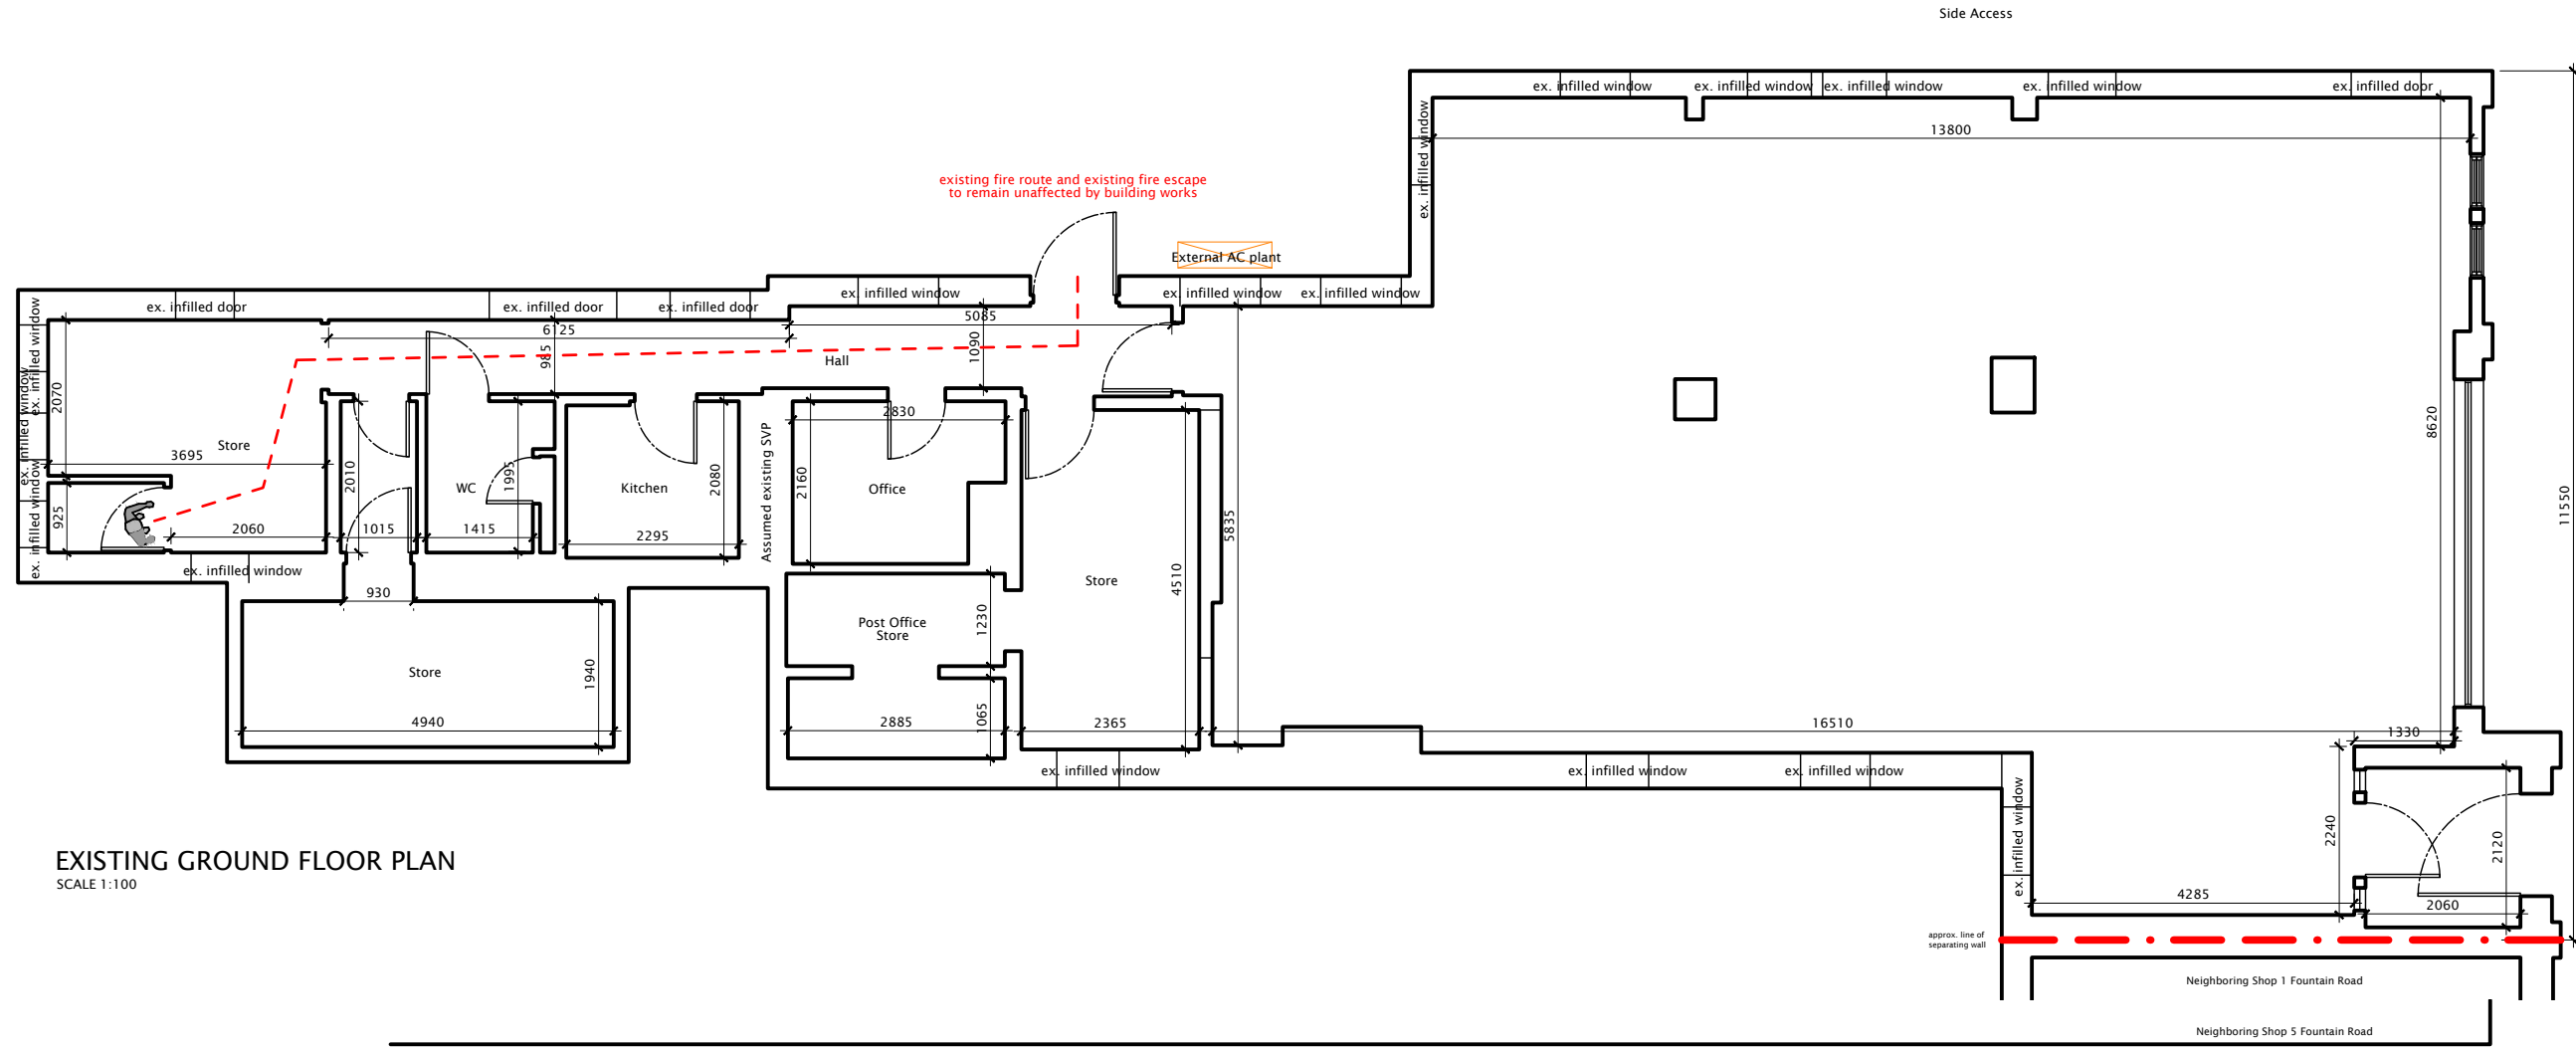 Side Access
ex. infilled window
ex. infilled window
ex. infilled window
ex. infilled window
ex. infilled door
ex. infilled window
13800
existing fire route and existing fire escape
to remain unaffected by building works
External AC plant
ex. infilled door
ex. infilled door
ex. infilled door
ex. infilled window
ex. infilled window
ex. infilled window
ex. infilled window
ex. infilled window
ex. infilled window
6125
5085
985
1090
Hall
2070
Store
3695
925
2060
2010
1015
WC
1995
1415
Kitchen
2080
2295
Assumed existing SVP
2830
2160
Office
Store
4510
5835
8620
11550
ex. infilled window
930
Store
1940
4940
Post Office
Store
1230
1065
2885
2365
16510
1330
ex. infilled window
ex. infilled window
ex. infilled window
ex. infilled window
2240
2120
4285
2060
EXISTING GROUND FLOOR PLAN
SCALE 1:100
approx. line of
separating wall
Neighboring Shop 1 Fountain Road
Neighboring Shop 5 Fountain Road